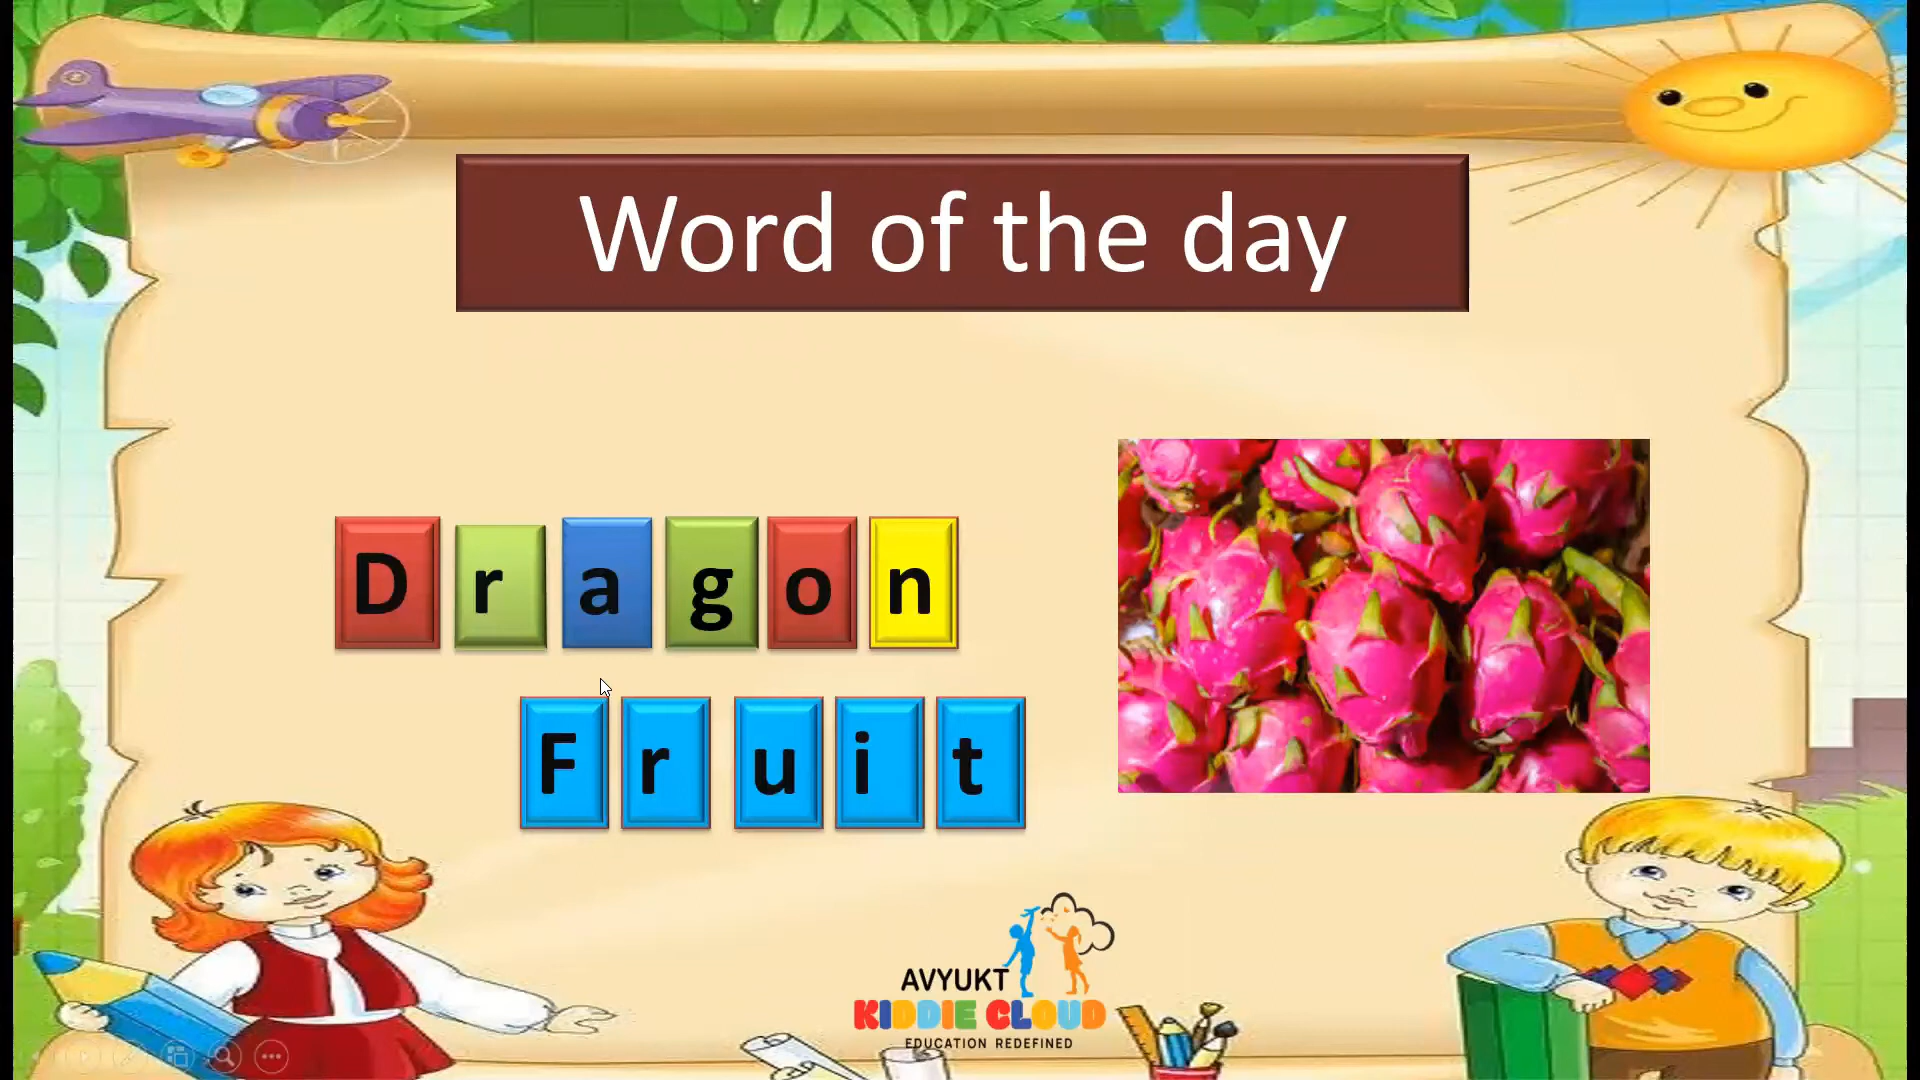 Word of the day
Dragon
Fruit
AVYUKT
KIDDIE CLOUD
EDUCATION REDEFINED